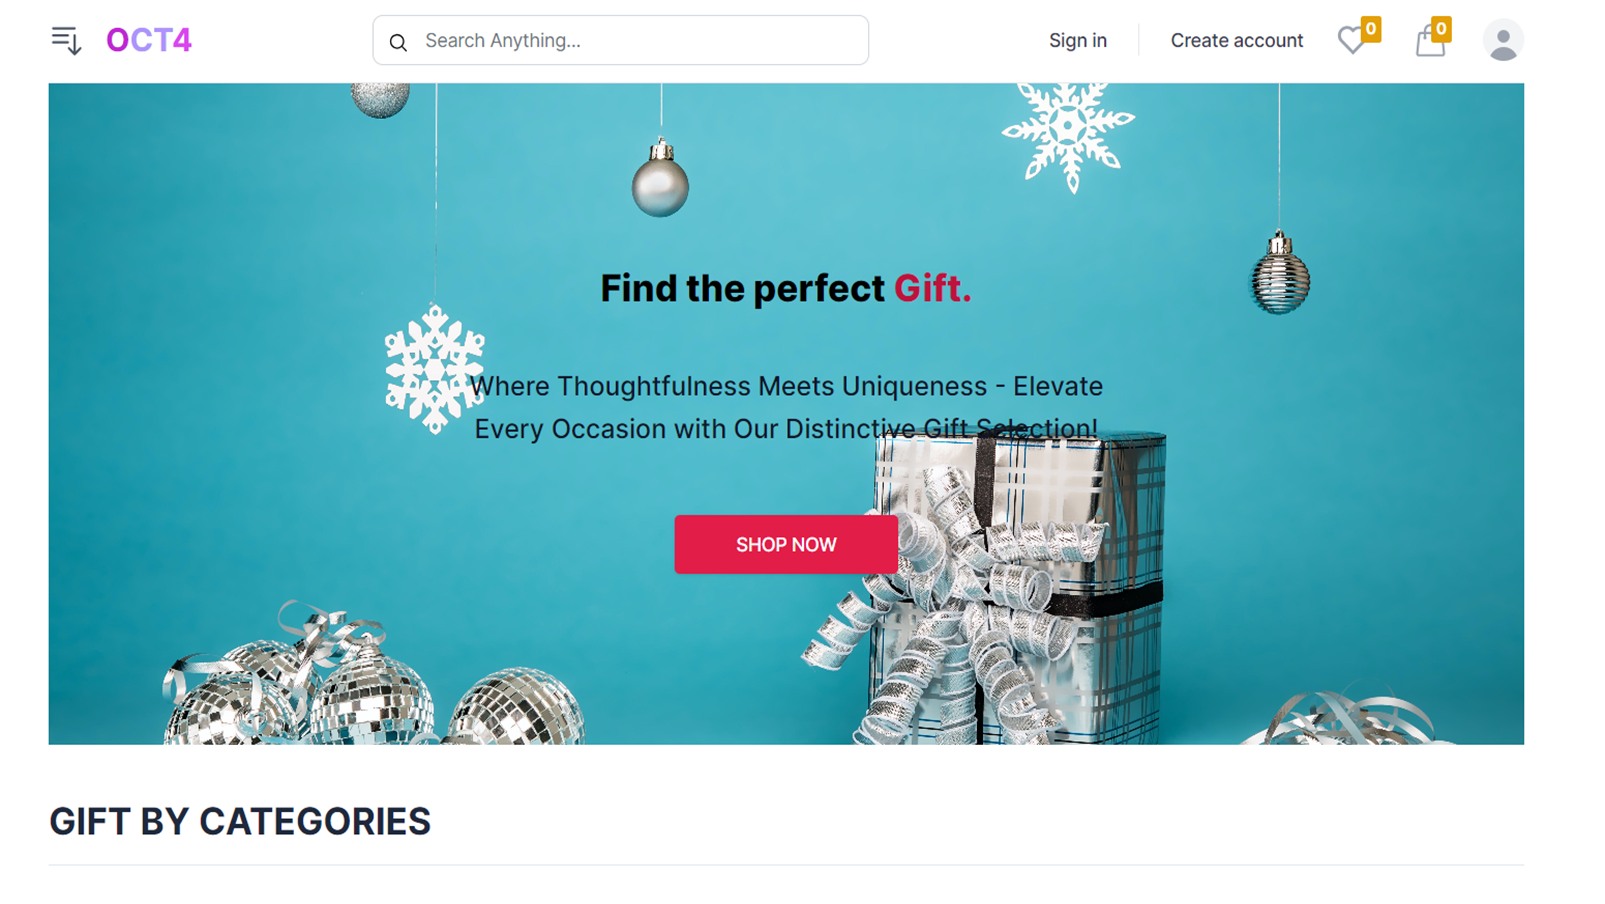 OCT4
Search Anything...
Sign in
Create account
0
0
Find the perfect Gift.
Where Thoughtfulness Meets Uniqueness - Elevate
Every Occasion with Our Distinctive Gift Selection!
SHOP NOW
GIFT BY CATEGORIES